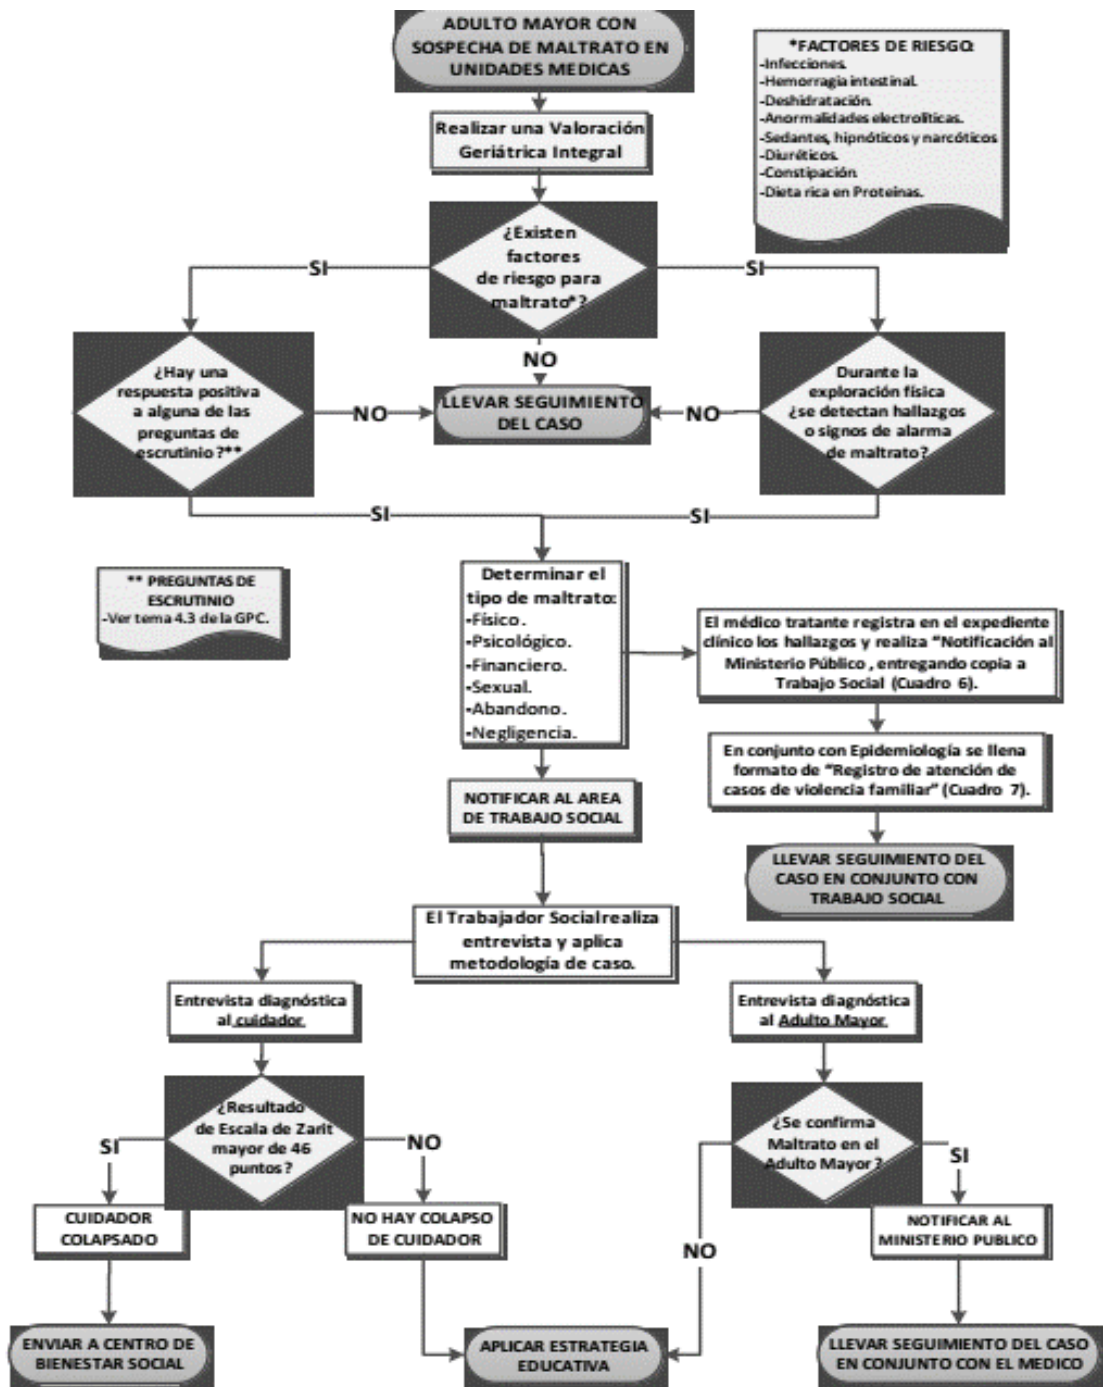 ADULTO MAYOR CON
SOSPECHA DE MALTRATO EN
UNIDADES MEDICAS
*FACTORES DE RIESGO:
-Infecciones.
-Hemorragia intestinal.
-Deshidratación.
-Anormalidades electrolíticas.
-Sedantes, hipnóticos y narcóticos
-Diuréticos.
-Constipación.
-Dieta rica en Proteinas.
Realizar una Valoración
Geriátrica Integral
¿Existen
factores
de riesgo para
maltrato*?
SI
SI
NO
¿Hay una
respuesta positiva
a alguna de las
preguntas de
escrutinio?**
NO
LLEVAR SEGUIMIENTO
DEL CASO
NO
Durante la
exploración física
¿se detectan hallazgos
o signos de alarma
de maltrato?
SI
SI
** PREGUNTAS DE
ESCRUTINIO
-Ver tema 4.3 de la GPC.
Determinar el
tipo de maltrato:
•Físico.
•Psicológico.
•Financiero.
•Sexual.
•Abandono.
•Negligencia.
El médico tratante registra en el expediente
clínico los hallazgos y realiza “Notificación al
Ministerio Público , entregando copia a
Trabajo Social (Cuadro 6).
En conjunto con Epidemiología se llena
formato de “Registro de atención de
casos de violencia familiar” (Cuadro 7).
LLEVAR SEGUIMIENTO DEL
CASO EN CONJUNTO CON
TRABAJO SOCIAL
NOTIFICAR AL AREA
DE TRABAJO SOCIAL
El Trabajador Social realiza
entrevista y aplica
metodología de caso.
Entrevista diagnóstica
al cuidador.
Entrevista diagnóstica
al Adulto Mayor.
¿Resultado
de Escala de Zarit
mayor de 46
puntos?
SI
NO
¿Se confirma
Maltrato en el
Adulto Mayor?
SI
NO
CUIDADOR
COLAPSADO
NO HAY COLAPSO
DE CUIDADOR
NOTIFICAR AL
MINISTERIO PUBLICO
ENVIAR A CENTRO DE
BIENESTAR SOCIAL
APLICAR ESTRATEGIA
EDUCATIVA
LLEVAR SEGUIMIENTO DEL CASO
EN CONJUNTO CON EL MEDICO